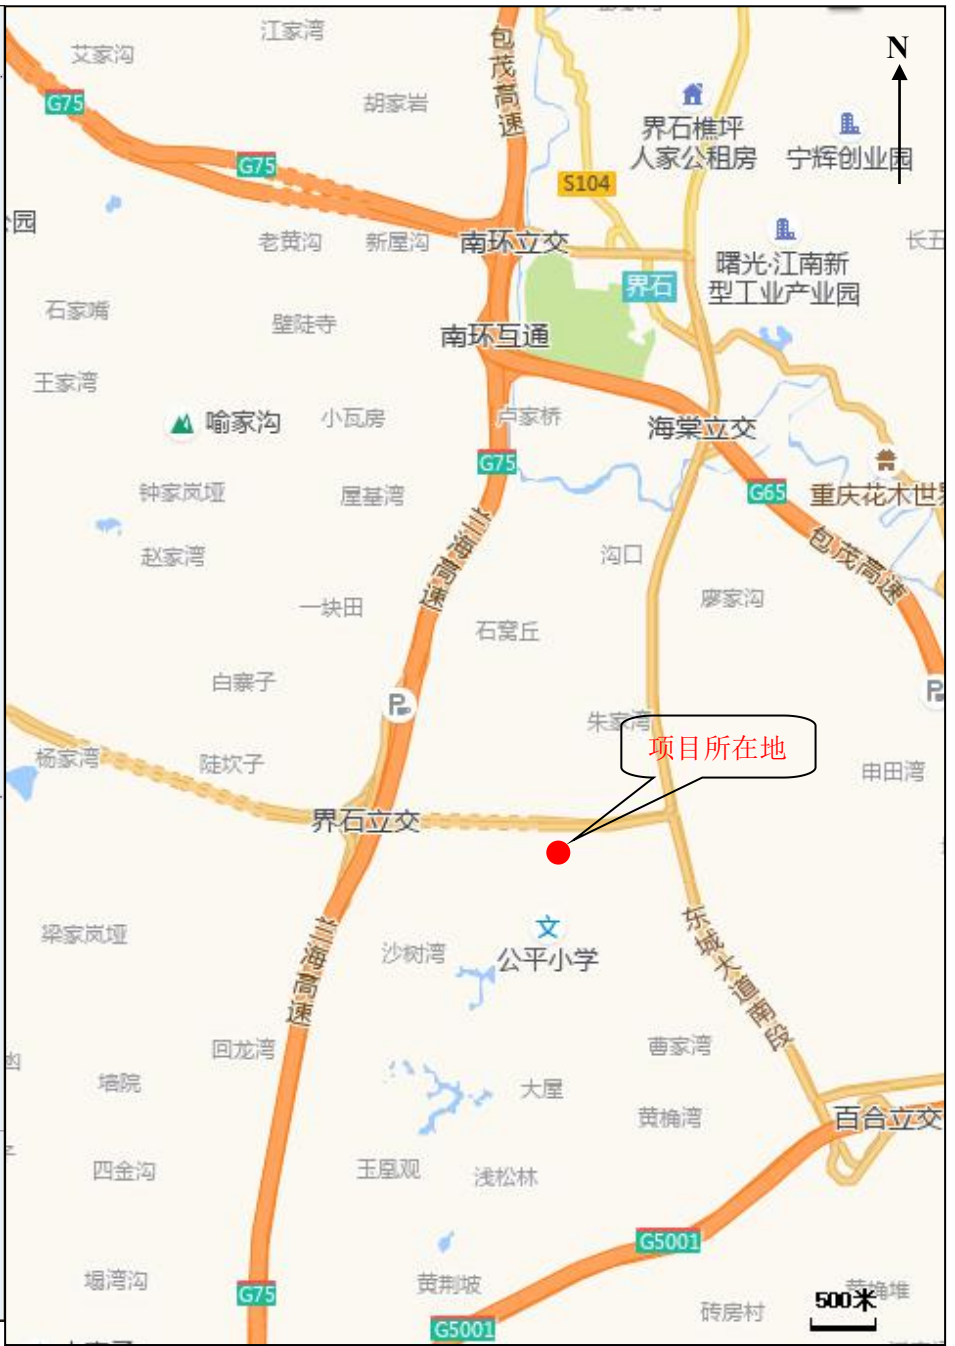 江家湾
艾家沟
包茂高速
N
G75
胡家岩
界石樵坪
人家公租房
宁辉创业园
G75
S104
公园
老黄沟
新屋沟
南环立交
长五
曙光·江南新
型工业产业园
界石
石家嘴
壁陡寺
南环互通
王家湾
喻家沟
小瓦房
卢家桥
海棠立交
G75
G65
钟家岚垭
屋基湾
重庆花木世界
兰海高速
包茂高速
赵家湾
沟口
一块田
廖家沟
石窝丘
白寨子
朱家湾
项目所在地
杨家湾
陡坎子
申田湾
界石立交
梁家岚垭
沙树湾
文
公平小学
东城大道南段
兰海高速
回龙湾
曹家湾
墙院
大屋
黄桷湾
百合立交
四金沟
玉凰观
浅松林
G5001
堰湾沟
G75
黄荆坡
黄桷堆
500米
砖房村
G5001